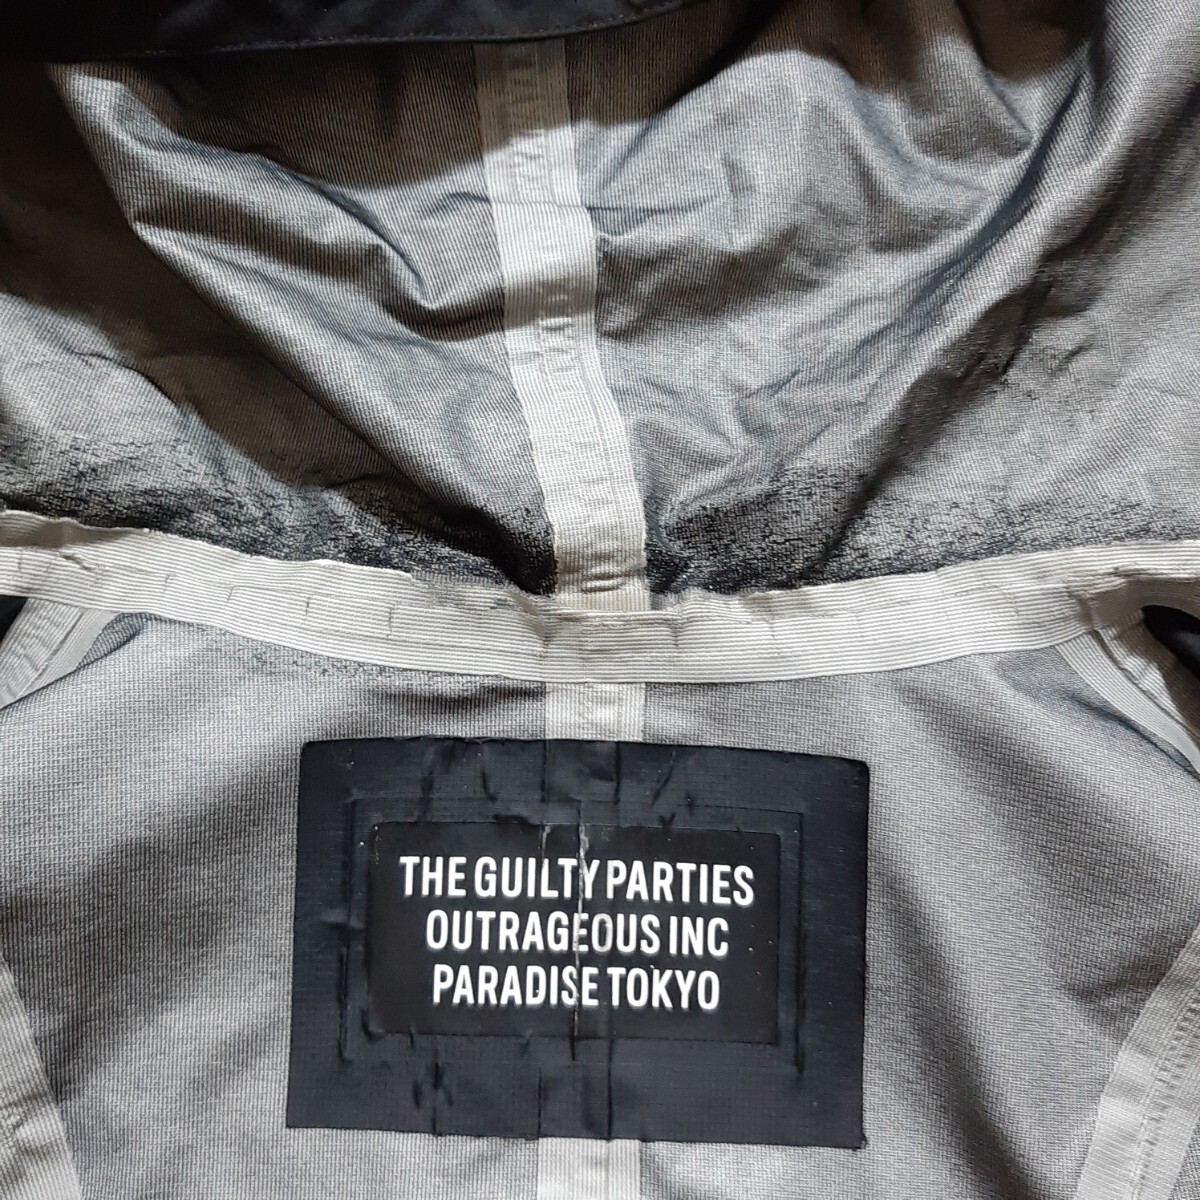 THE GUILTY PARTIES
OUTRAGEOUS INC
PARADISE TOKYO